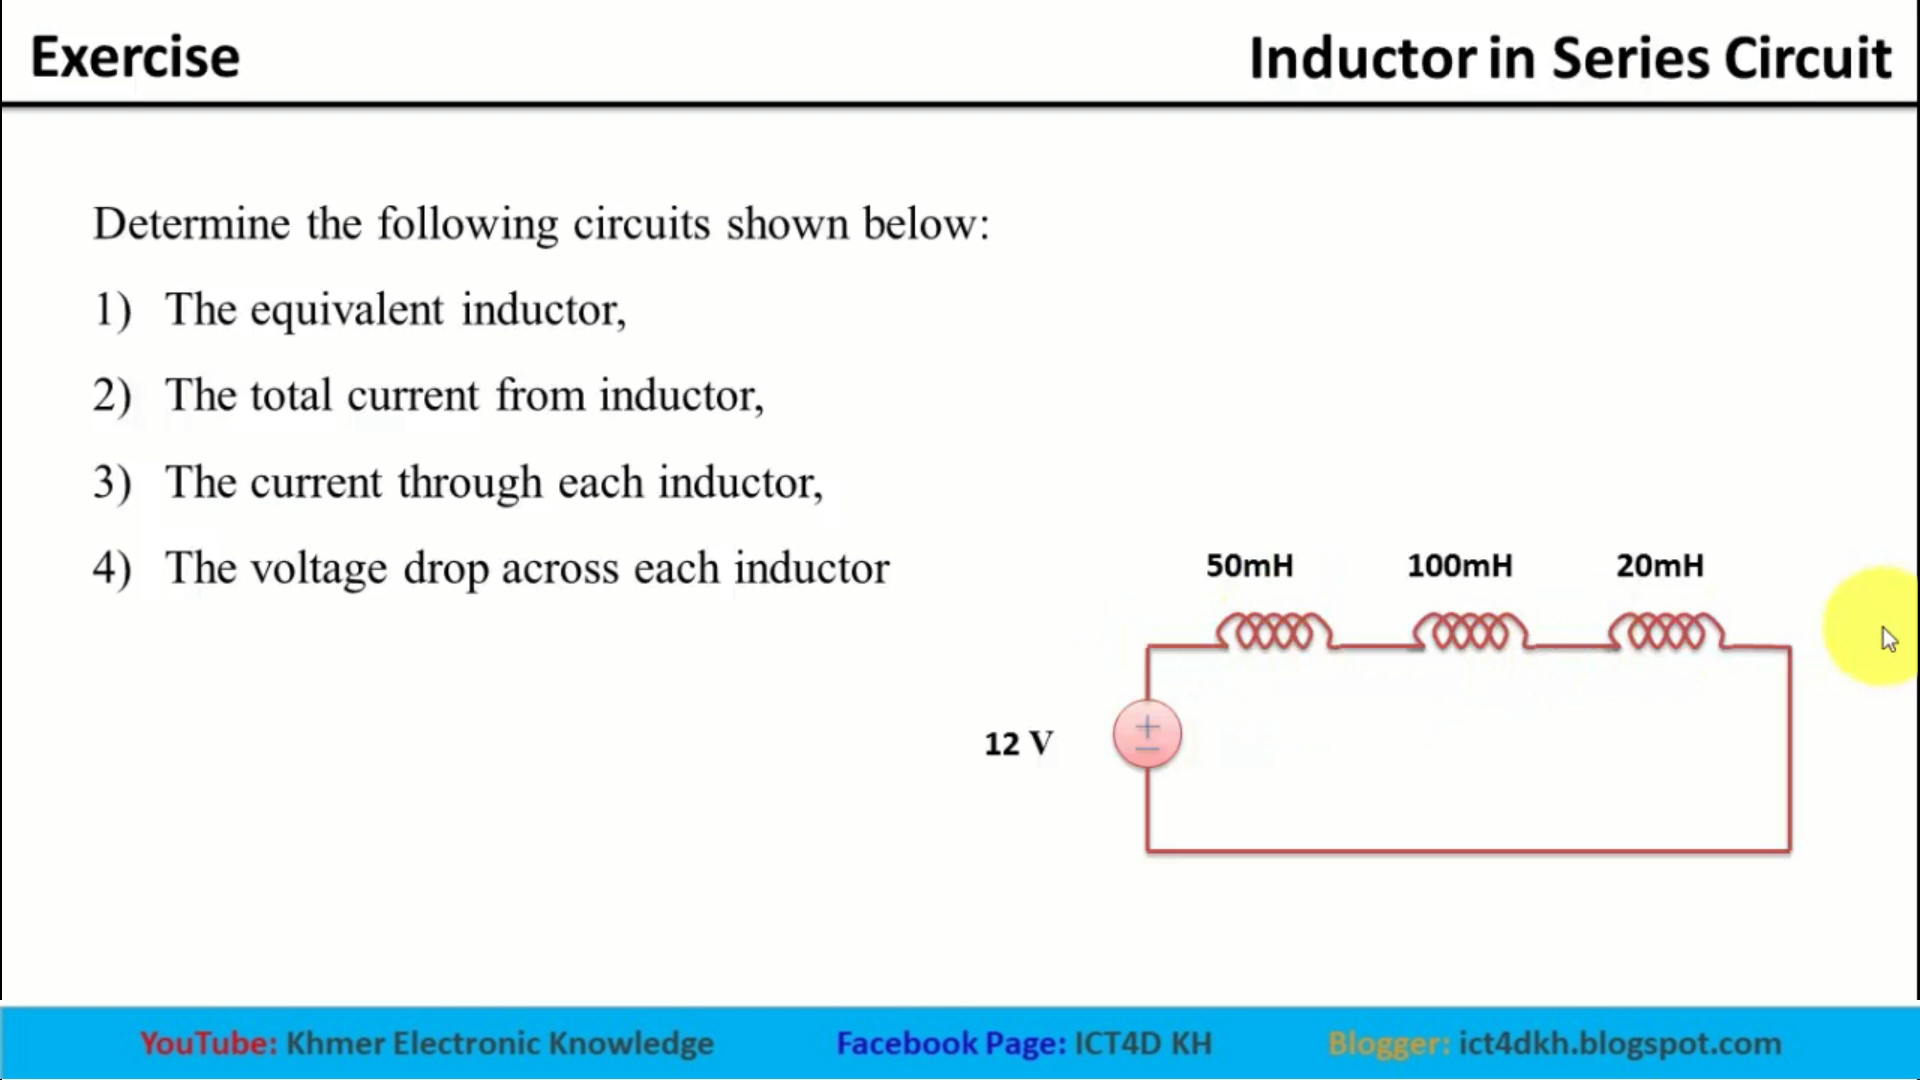 Exercise
Inductor in Series Circuit
Determine the following circuits shown below:
1) The equivalent inductor,
2) The total current from inductor,
3) The current through each inductor,
4) The voltage drop across each inductor
50mH 100mH 20mH
12 V
+
−
YouTube: Khmer Electronic Knowledge Facebook Page: ICT4D KH Blogger: ict4dkh.blogspot.com